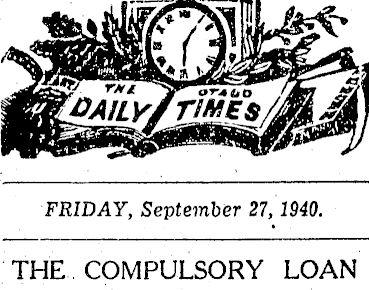 THE OTAGO
DAILY TIMES
FRIDAY, September 27, 1940.
THE COMPULSORY LOAN